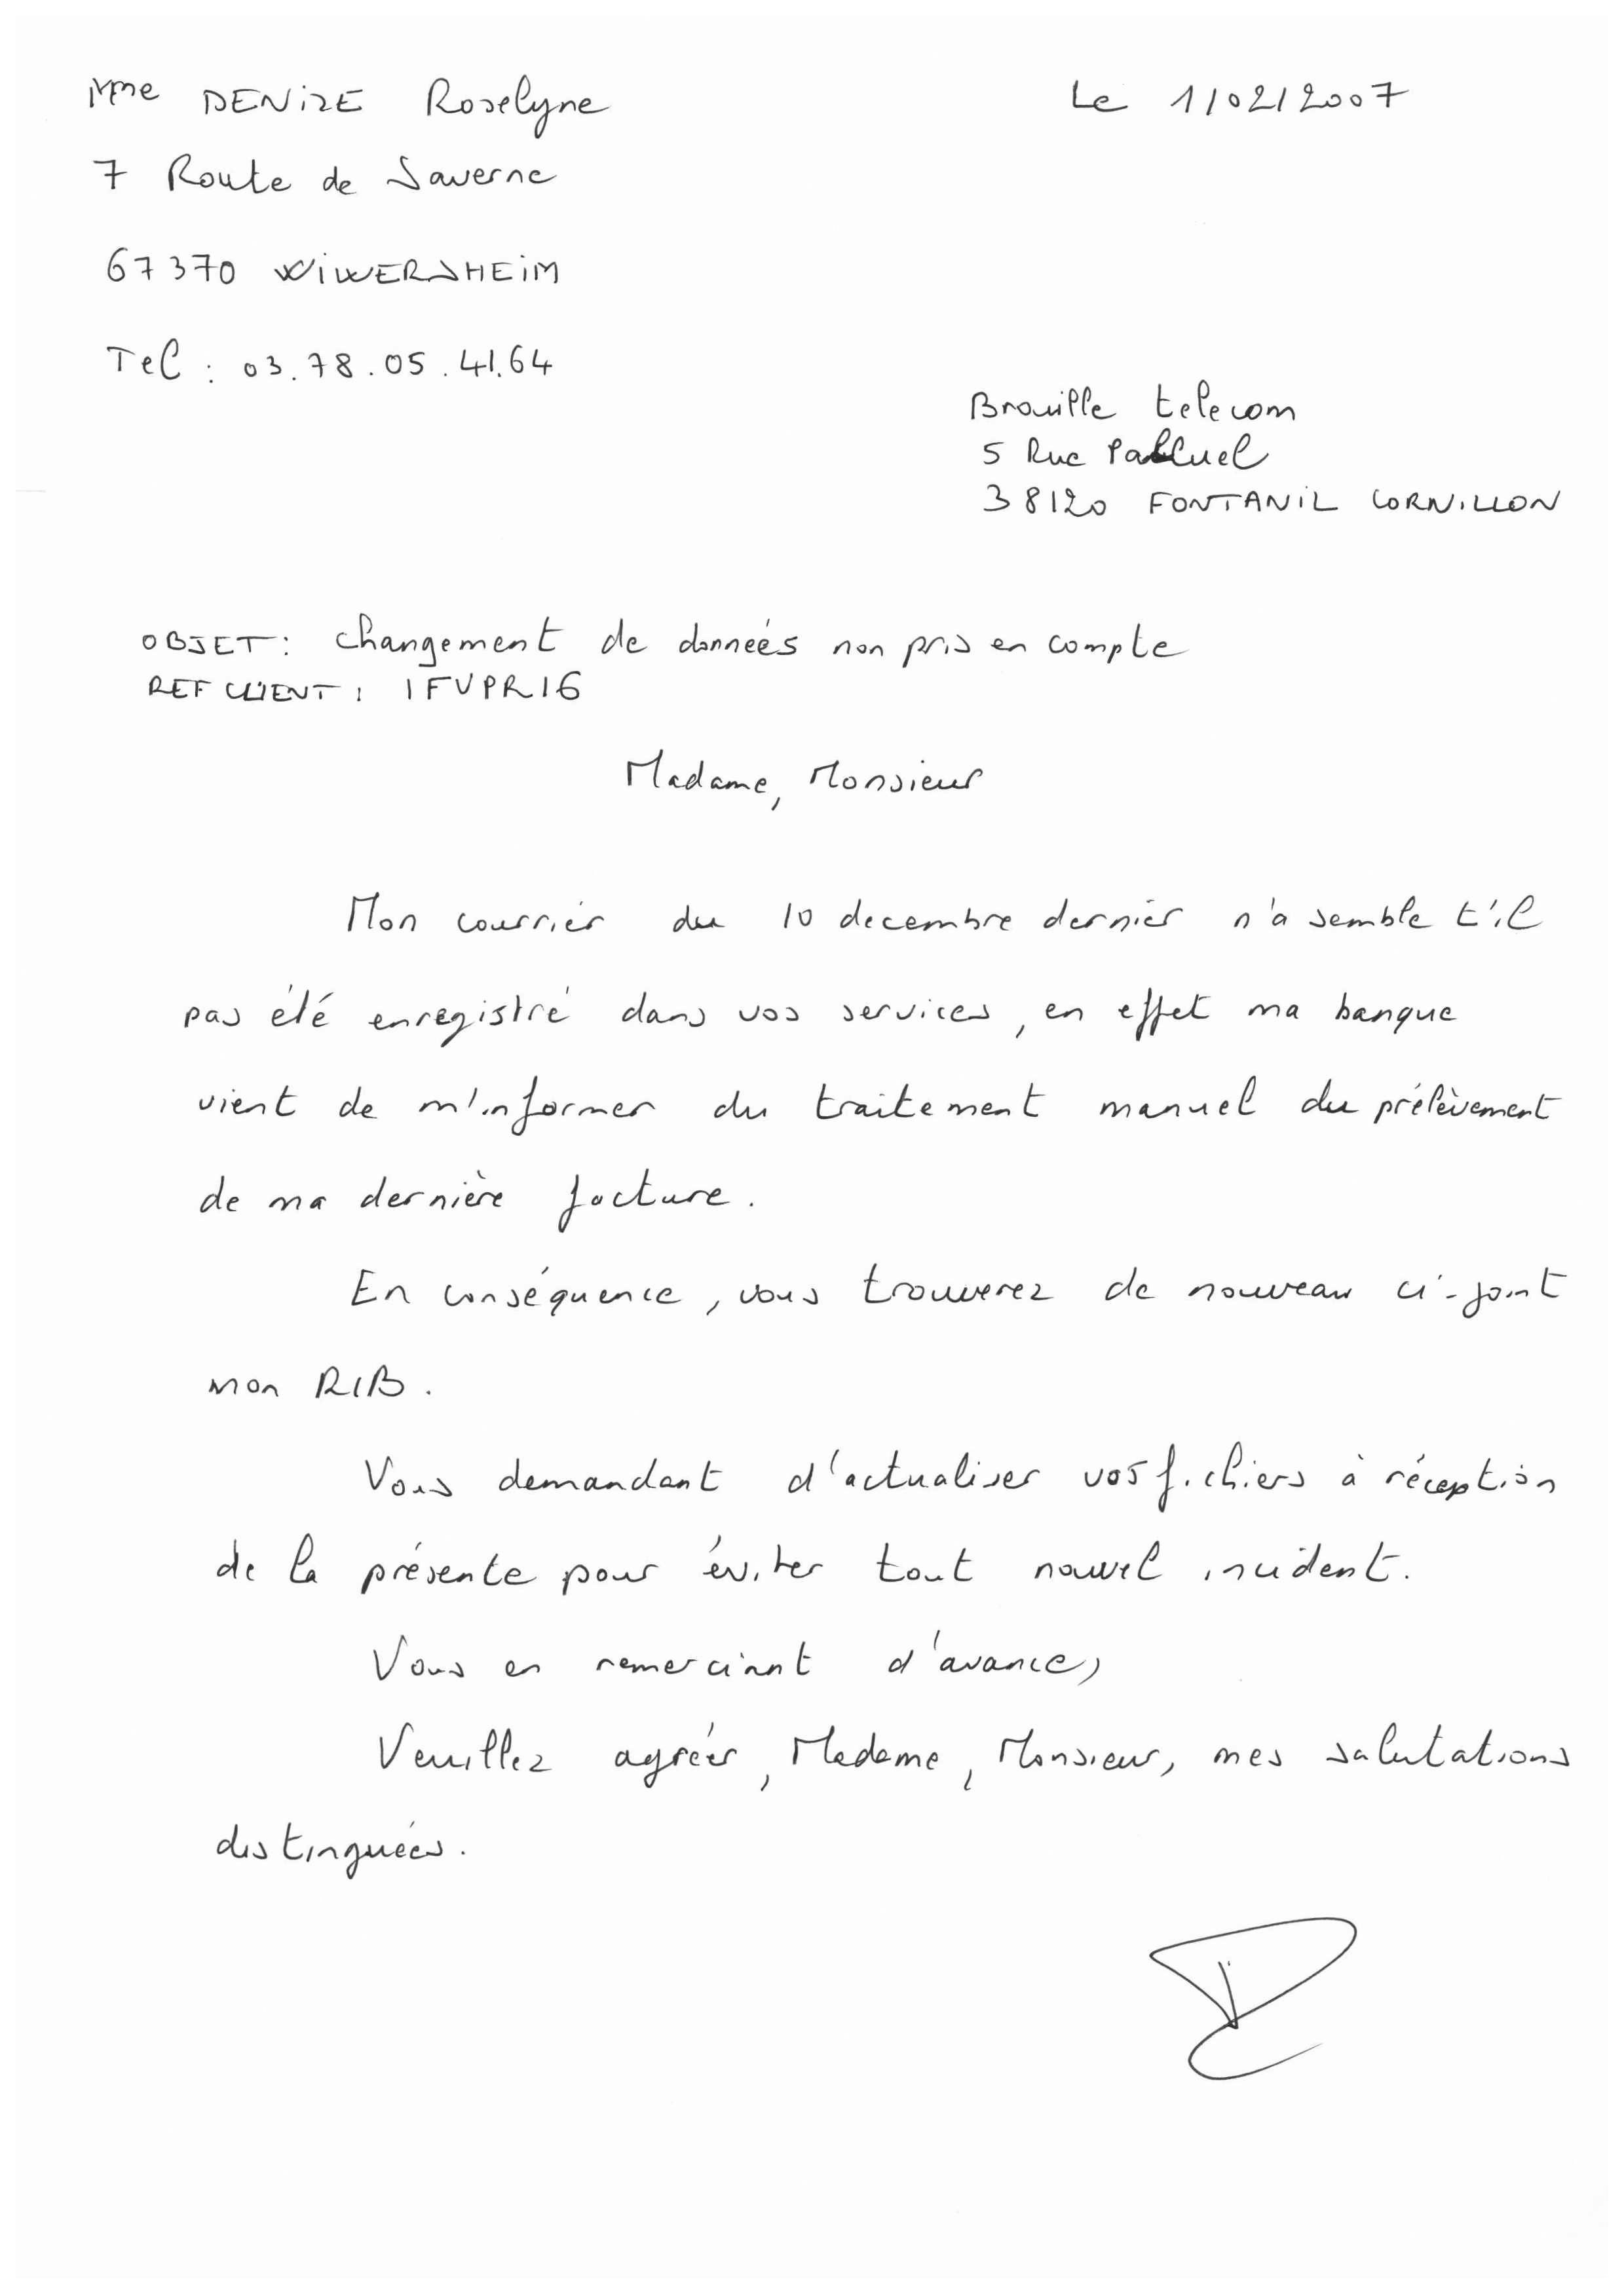 Mme DENIZE Roselyne
Le 1/02/2007
7 Route de Saverne
67370 WIWERSHEIM
Tel : 03.78.05.41.64
Brouille telecom
5 Rue Palluel
38120 FONTANIL CORNILLON
OBJET : changement de données non pris en compte
REF CLIENT : 1FVPR16
Madame, Monsieur
Mon courrier du 10 decembre dernier n'a semble t'il
pas été enregistré dans vos services, en effet ma banque
vient de m'informer du traitement manuel du prélèvement
de ma dernière facture.
En conséquence, vous trouverez de nouveau ci-joint
mon RIB.
Vous demandant d'actualiser vos fichiers à réception
de la présente pour éviter tout nouvel incident.
Vous en remerciant d'avance,
Veuillez agréer, Madame, Monsieur, mes salutations
distinguées.